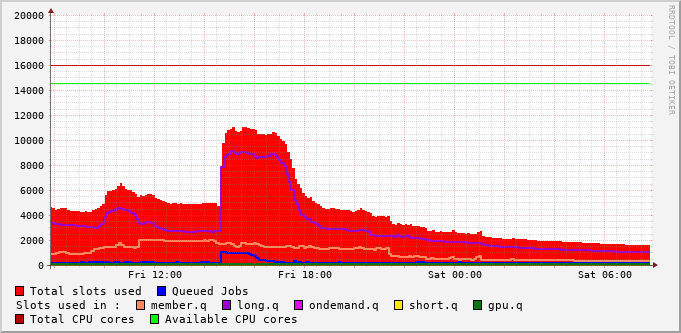 RRDTOOL / TOBI OETIKER
20000
18000
16000
14000
12000
10000
8000
6000
4000
2000
0
Fri 12:00 Fri 18:00 Sat 00:00 Sat 06:00
Total slots used Queued Jobs
Slots used in : member.q long.q ondemand.q short.q gpu.q
Total CPU cores Available CPU cores